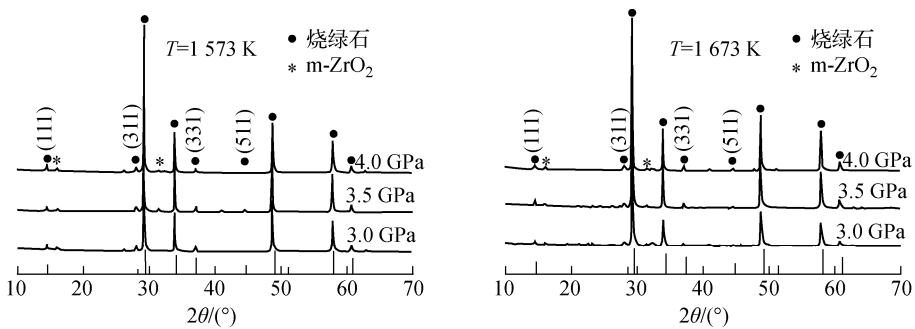 T=1 573 K
● 烧绿石
* m-ZrO₂
(111)
*
(311)
*
(331)
(511)
4.0 GPa
3.5 GPa
3.0 GPa
10 20 30 40 50 60 70
2θ/(°)
T=1 673 K
● 烧绿石
* m-ZrO₂
(111)
*
(311)
*
(331)
(511)
4.0 GPa
3.5 GPa
3.0 GPa
10 20 30 40 50 60 70
2θ/(°)